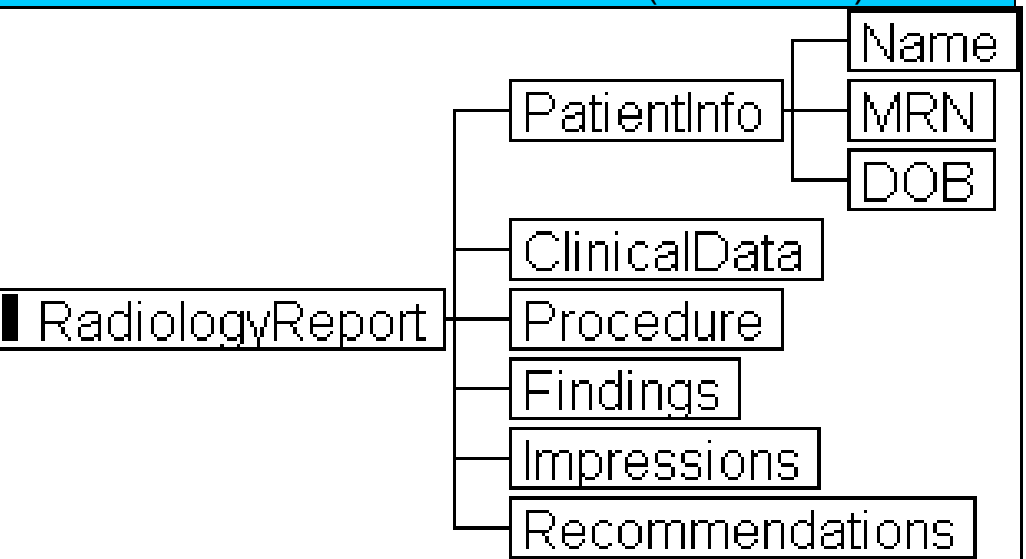 Name
PatientInfo
MRN
DOB
ClinicalData
RadiologyReport
Procedure
Findings
Impressions
Recommendations